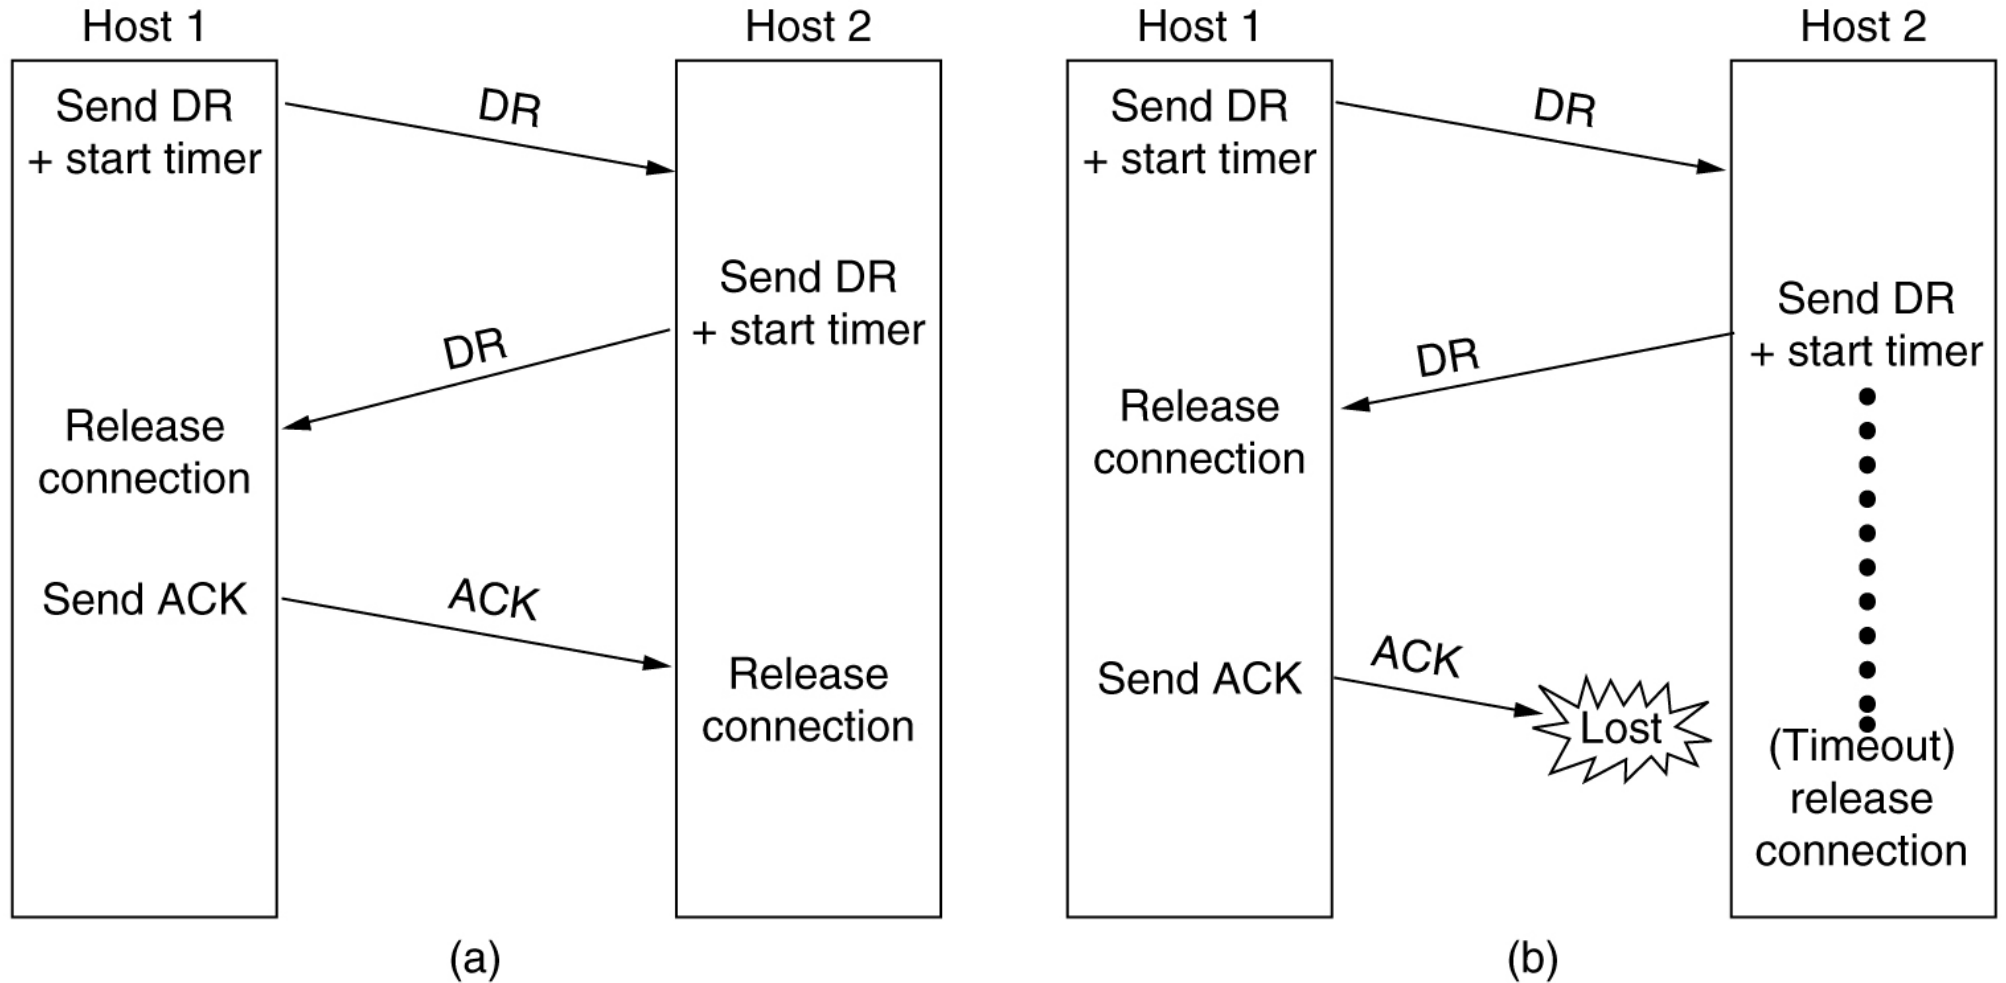 Host 1
Host 2
Send DR
+ start timer
DR
Send DR
+ start timer
DR
Release
connection
Send ACK
ACK
Release
connection
(a)
Host 1
Host 2
Send DR
+ start timer
DR
Send DR
+ start timer
DR
Release
connection
Send ACK
ACK
Lost
(Timeout)
release
connection
(b)